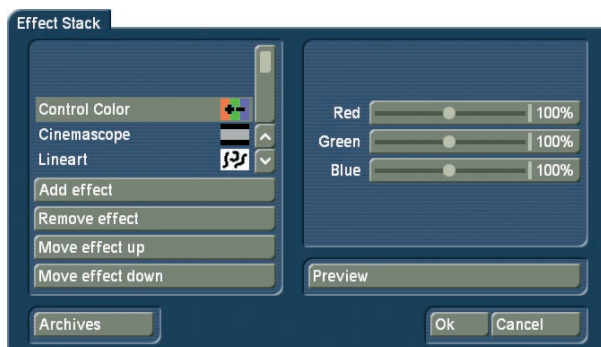 Effect Stack
Control Color
Cinemascope
Lineart
Add effect
Remove effect
Move effect up
Move effect down
Archives
Red 100%
Green 100%
Blue 100%
Preview
Ok Cancel